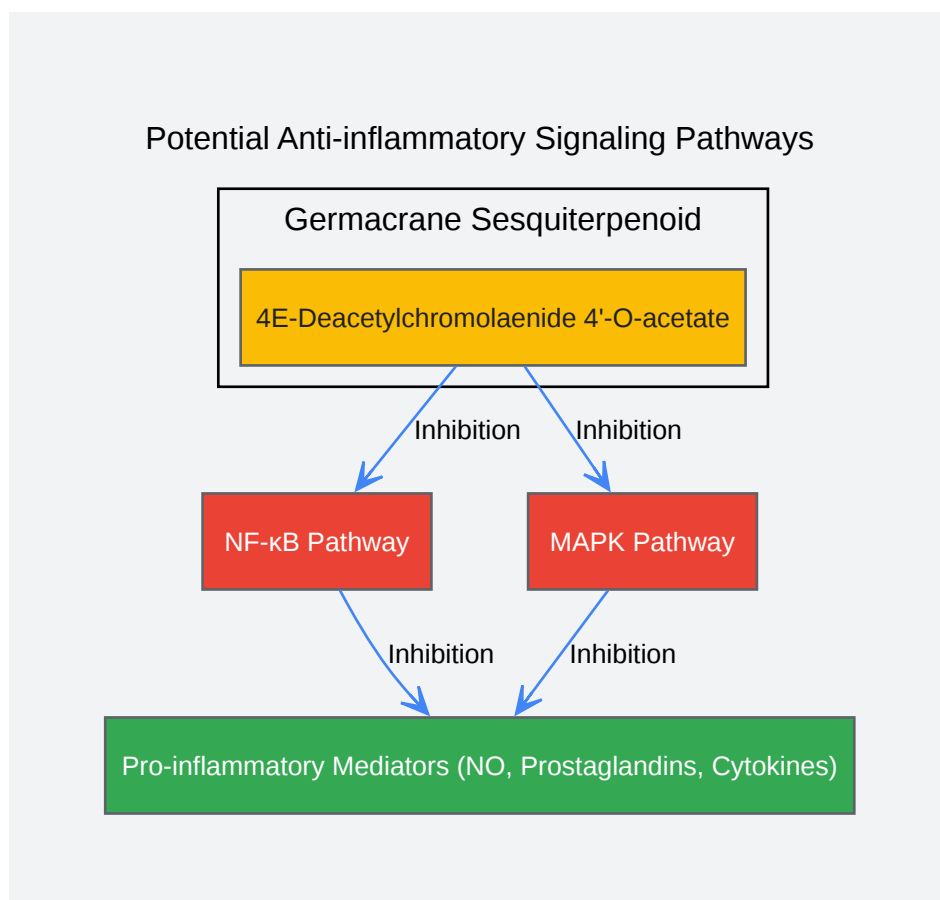 Potential Anti-inflammatory Signaling Pathways
Germacrane Sesquiterpenoid
4E-Deacetylchromolaenide 4'-O-acetate
Inhibition
Inhibition
NF-κB Pathway
MAPK Pathway
Inhibition
Inhibition
Pro-inflammatory Mediators (NO, Prostaglandins, Cytokines)